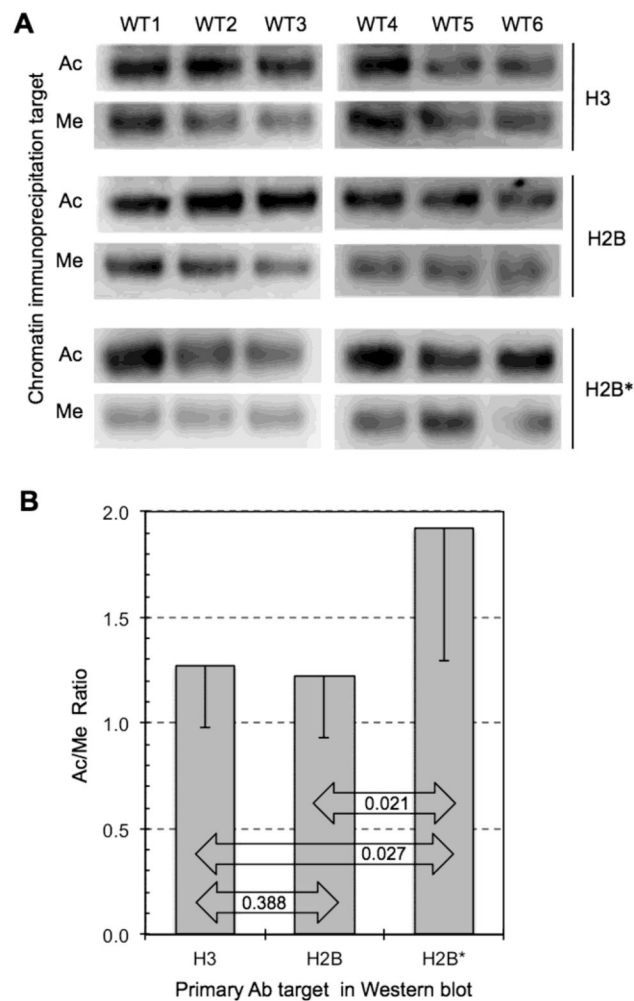 A
WT1 WT2 WT3 WT4 WT5 WT6
Chromatin immunoprecipitation target
Ac
Me
H3
Ac
Me
H2B
Ac
Me
H2B*
B
Ac/Me Ratio
2.0
1.5
1.0
0.5
0.0
0.021
0.027
0.388
H3 H2B H2B*
Primary Ab target in Western blot